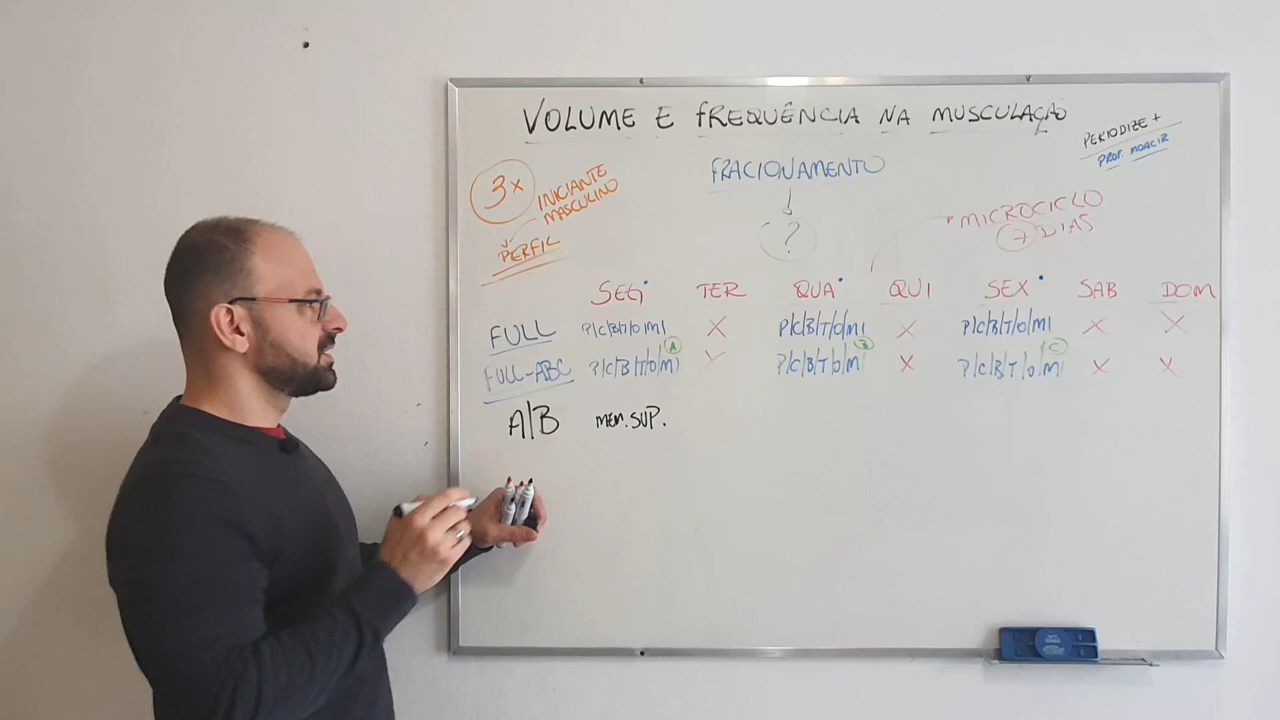 VOLUME E FREQUÊNCIA NA MUSCULAÇÃO
PERIODIZE +
PROF. MOACIR
FRACIONAMENTO
?
3x
INICIANTE
MASCULINO
PERFIL
MICROCICLO
7 DIAS
SEG TER QUA QUI SEX SAB DOM
FULL P/C/B/T/O/M/ X P/C/B/T/O/M/ X P/C/B/T/O/M/ X X
FULL-ABC P/C/B/T/O/M/ A X P/C/B/T/O/M/ B X P/C/B/T/O/M/ C X X
A/B MEM. SUP.